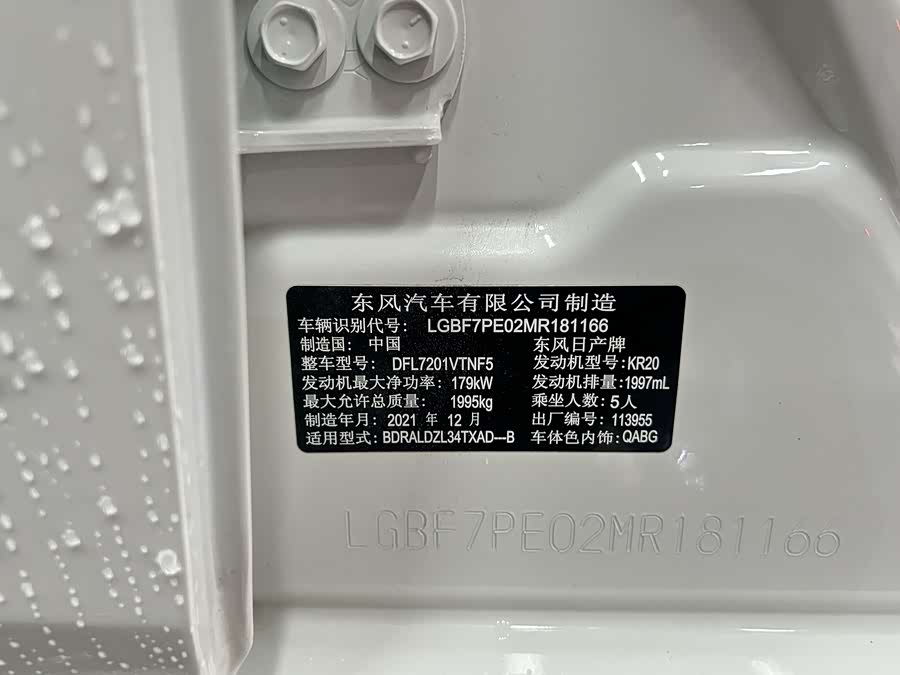 东风汽车有限公司制造
车辆识别代号: LGBF7PE02MR181166
制造国: 中国 东风日产牌
整车型号: DFL7201VTNF5 发动机型号:KR20
发动机最大净功率: 179kW 发动机排量:1997mL
最大允许总质量: 1995kg 乘坐人数:5人
制造年月: 2021 年 12 月 出厂编号: 113955
适用型式:BDRALDZL34TXAD---B 车体色内饰:QABG
LGBF7PE02MR181166